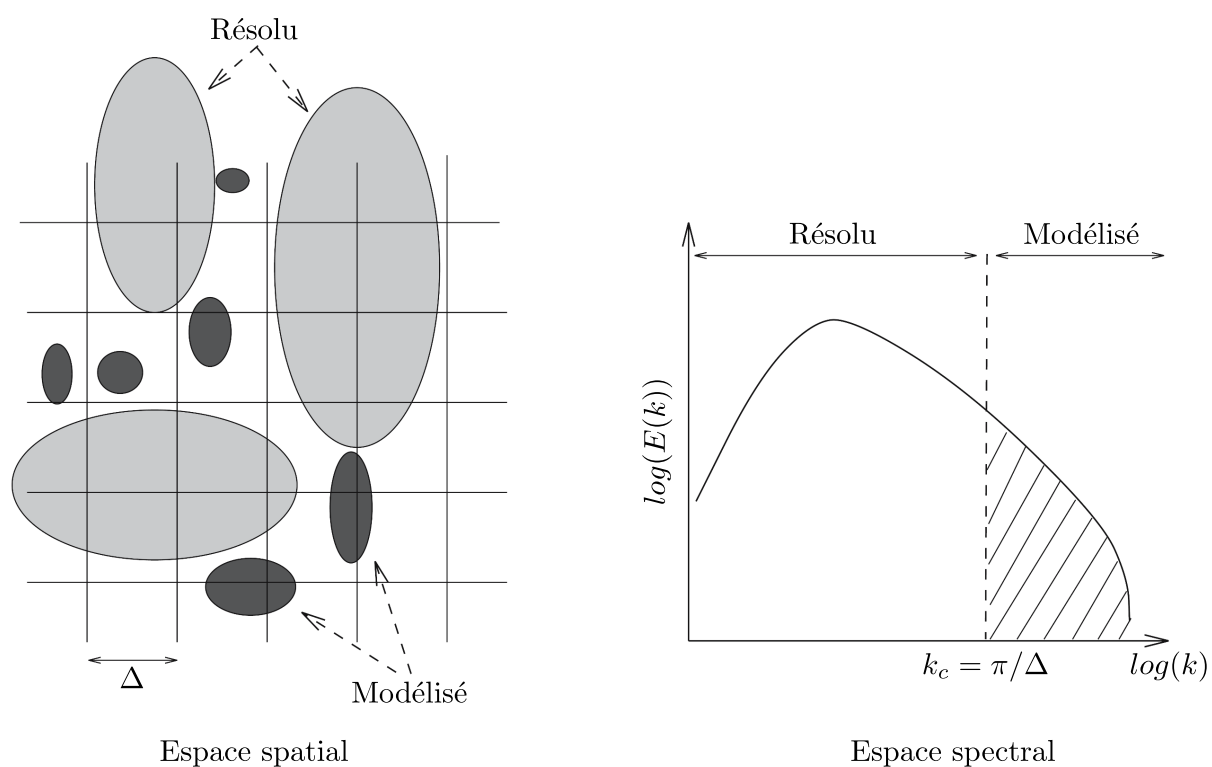 Résolu
Δ
Modélisé
Espace spatial
Résolu
Modélisé
log(E(k))
k_c = π/Δ
log(k)
Espace spectral